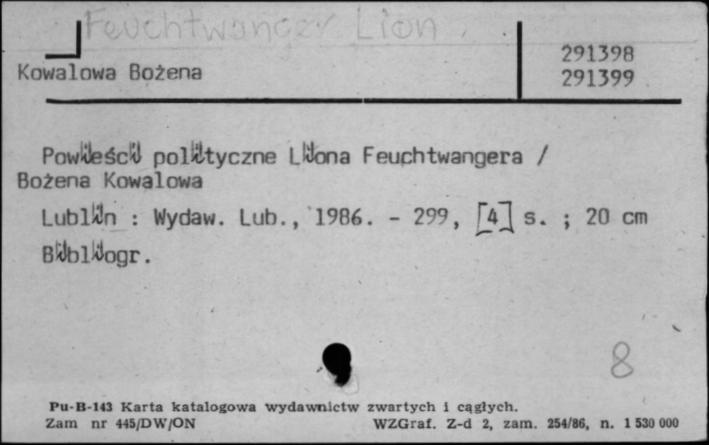 Feuchtwanger Lion
291398
Kowalowa Bożena
291399
Powieści polityczne Liona Feuchtwangera /
Bożena Kowalowa
Lublin : Wydaw. Lub., 1986. - 299, [4] s. ; 20 cm
Bibliogr.
8
Pu-B-143 Karta katalogowa wydawnictw zwartych i cągłych.
Zam nr 445/DW/ON WZGraf. Z-d 2, zam. 254/86, n. 1 530 000